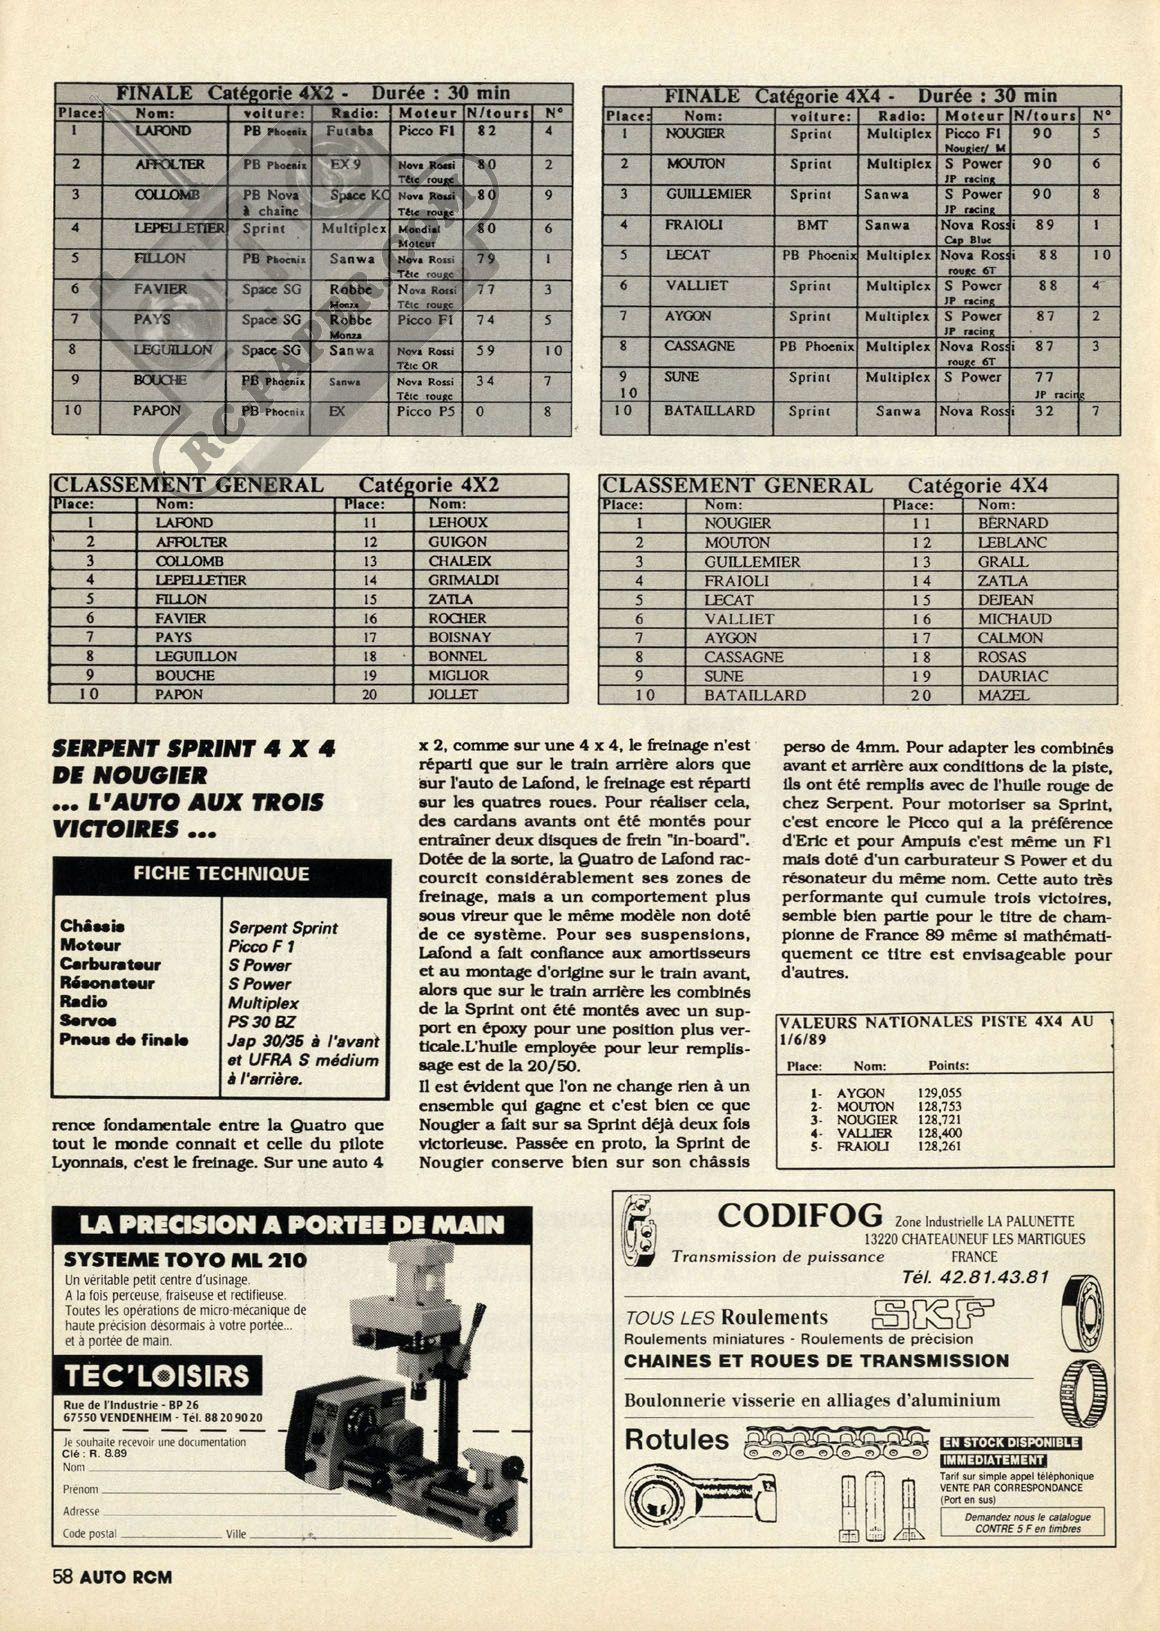 FINALE Catégorie 4X2 - Durée : 30 min
Place: Nom: voiture: Radio: Moteur N/tours N°
1 LAFOND PB Phoenix Futaba Picco F1 82 4
2 AFFOLTER PB Phoenix EX 9 Nova Rossi Tête rouge 80 2
3 COLLOMB PB Nova à chaine Space KO Nova Rossi Tête rouge 80 9
4 LEPELLETIER Sprint Multiplex Mondial Moteur 80 6
5 FILLON PB Phoenix Sanwa Nova Rossi Tête rouge 79 1
6 FAVIER Space SG Robbe Monza Nova Rossi Tête rouge 77 3
7 PAYS Space SG Robbe Monza Picco F1 74 5
8 LEGUILLON Space SG Sanwa Nova Rossi Tête OR 59 10
9 BOUCHE PB Phoenix Sanwa Nova Rossi Tête rouge 34 7
10 PAPON PB Phoenix EX Picco P5 0 8
RC PAPER.COM
FINALE Catégorie 4X4 - Durée : 30 min
Place: Nom: voiture: Radio: Moteur N/tours N°
1 NOUGIER Sprint Multiplex Picco F1 Nougier/ M 90 5
2 MOUTON Sprint Multiplex S Power JP racing 90 6
3 GUILLEMIER Sprint Sanwa S Power JP racing 90 8
4 FRAIOLI BMT Sanwa Nova Rossi Cap Blue 89 1
5 LECAT PB Phoenix Multiplex Nova Rossi rouge 6T 88 10
6 VALLIET Sprint Multiplex S Power JP racing 88 4
7 AYGON Sprint Multiplex S Power JP racing 87 2
8 CASSAGNE PB Phoenix Multiplex Nova Rossi rouge 6T 87 3
9 SUNE Sprint Multiplex S Power 77
10 JP racing
10 BATAILLARD Sprint Sanwa Nova Rossi 32 7
CLASSEMENT GENERAL Catégorie 4X2
Place: Nom: Place: Nom:
1 LAFOND 11 LEHOUX
2 AFFOLTER 12 GUIGON
3 COLLOMB 13 CHALEIX
4 LEPELLETIER 14 GRIMALDI
5 FILLON 15 ZATLA
6 FAVIER 16 ROCHER
7 PAYS 17 BOISNAY
8 LEGUILLON 18 BONNEL
9 BOUCHE 19 MIGLIOR
10 PAPON 20 JOLLET
CLASSEMENT GENERAL Catégorie 4X4
Place: Nom: Place: Nom:
1 NOUGIER 11 BERNARD
2 MOUTON 12 LEBLANC
3 GUILLEMIER 13 GRALL
4 FRAIOLI 14 ZATLA
5 LECAT 15 DEJEAN
6 VALLIET 16 MICHAUD
7 AYGON 17 CALMON
8 CASSAGNE 18 ROSAS
9 SUNE 19 DAURIAC
10 BATAILLARD 20 MAZEL
SERPENT SPRINT 4 X 4
DE NOUGIER
... L'AUTO AUX TROIS
VICTOIRES ...
FICHE TECHNIQUE
Châssis Serpent Sprint
Moteur Picco F 1
Carburateur S Power
Résonateur S Power
Radio Multiplex
Servos PS 30 BZ
Pneus de finale Jap 30/35 à l'avant
et UFRA S médium
à l'arrière.
rence fondamentale entre la Quatro que
tout le monde connait et celle du pilote
Lyonnais, c'est le freinage. Sur une auto 4
x 2, comme sur une 4 x 4, le freinage n'est
réparti que sur le train arrière alors que
sur l'auto de Lafond, le freinage est réparti
sur les quatres roues. Pour réaliser cela,
des cardans avants ont été montés pour
entraîner deux disques de frein "in-board".
Dotée de la sorte, la Quatro de Lafond rac-
courcit considérablement ses zones de
freinage, mais a un comportement plus
sous vireur que le même modèle non doté
de ce système. Pour ses suspensions,
Lafond a fait confiance aux amortisseurs
et au montage d'origine sur le train avant,
alors que sur le train arrière les combinés
de la Sprint ont été montés avec un sup-
port en époxy pour une position plus ver-
ticale.L'huile employée pour leur remplis-
sage est de la 20/50.
Il est évident que l'on ne change rien à un
ensemble qui gagne et c'est bien ce que
Nougier a fait sur sa Sprint déjà deux fois
victorieuse. Passée en proto, la Sprint de
Nougier conserve bien sur son châssis
perso de 4mm. Pour adapter les combinés
avant et arrière aux conditions de la piste,
ils ont été remplis avec de l'huile rouge de
chez Serpent. Pour motoriser sa Sprint,
c'est encore le Picco qui a la préférence
d'Eric et pour Ampuis c'est même un F1
mais doté d'un carburateur S Power et du
résonateur du même nom. Cette auto très
performante qui cumule trois victoires,
semble bien partie pour le titre de cham-
pionne de France 89 même si mathémati-
quement ce titre est envisageable pour
d'autres.
VALEURS NATIONALES PISTE 4X4 AU
1/6/89
Place: Nom: Points:
1- AYGON 129,055
2- MOUTON 128,753
3- NOUGIER 128,721
4- VALLIER 128,400
5- FRAIOLI 128,261
LA PRECISION A PORTEE DE MAIN
SYSTEME TOYO ML 210
Un véritable petit centre d'usinage.
A la fois perceuse, fraiseuse et rectifieuse.
Toutes les opérations de micro-mécanique de
haute précision désormais à votre portée...
et à portée de main.
TEC'LOISIRS
Rue de l'Industrie - BP 26
67550 VENDENHEIM - Tél. 88 20 90 20
Je souhaite recevoir une documentation
Clé : R. 8.89
Nom
Prénom
Adresse
Code postal Ville
CODIFOG Zone Industrielle LA PALUNETTE
13220 CHATEAUNEUF LES MARTIGUES
Transmission de puissance FRANCE
Tél. 42.81.43.81
TOUS LES Roulements SKF
Roulements miniatures - Roulements de précision
CHAINES ET ROUES DE TRANSMISSION
Boulonnerie visserie en alliages d'aluminium
Rotules
EN STOCK DISPONIBLE
IMMEDIATEMENT
Tarif sur simple appel téléphonique
VENTE PAR CORRESPONDANCE
(Port en sus)
Demandez nous le catalogue
CONTRE 5 F en timbres
58 AUTO RCM